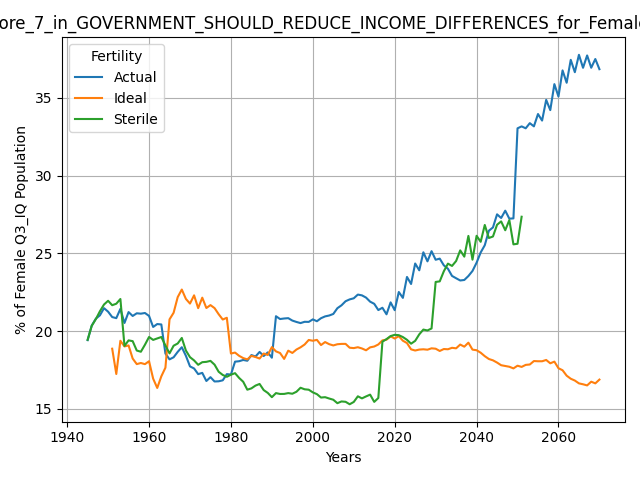 ore_7_in_GOVERNMENT_SHOULD_REDUCE_INCOME_DIFFERENCES_for_Female
Fertility
Actual
Ideal
Sterile
% of Female Q3_IQ Population
35
30
25
20
15
1940 1960 1980 2000 2020 2040 2060
Years